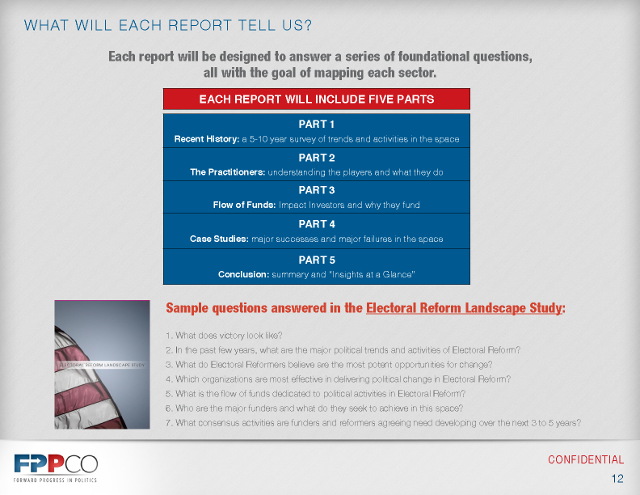 WHAT WILL EACH REPORT TELL US?
Each report will be designed to answer a series of foundational questions,
all with the goal of mapping each sector.
EACH REPORT WILL INCLUDE FIVE PARTS
PART 1
Recent History: a 5-10 year survey of trends and activities in the space
PART 2
The Practitioners: understanding the players and what they do
PART 3
Flow of Funds: Impact Investors and why they fund
PART 4
Case Studies: major successes and major failures in the space
PART 5
Conclusion: summary and "Insights at a Glance"
Sample questions answered in the Electoral Reform Landscape Study:
1. What does victory look like?
2. In the past few years, what are the major political trends and activities of Electoral Reform?
3. What do Electoral Reformers believe are the most potent opportunities for change?
4. Which organizations are most effective in delivering political change in Electoral Reform?
5. What is the flow of funds dedicated to political activities in Electoral Reform?
6. Who are the major funders and what do they seek to achieve in this space?
7. What consensus activities are funders and reformers agreeing need developing over the next 3 to 5 years?
ELECTORAL REFORM LANDSCAPE STUDY
FPPCO
FORWARD PROGRESS IN POLITICS
CONFIDENTIAL
12